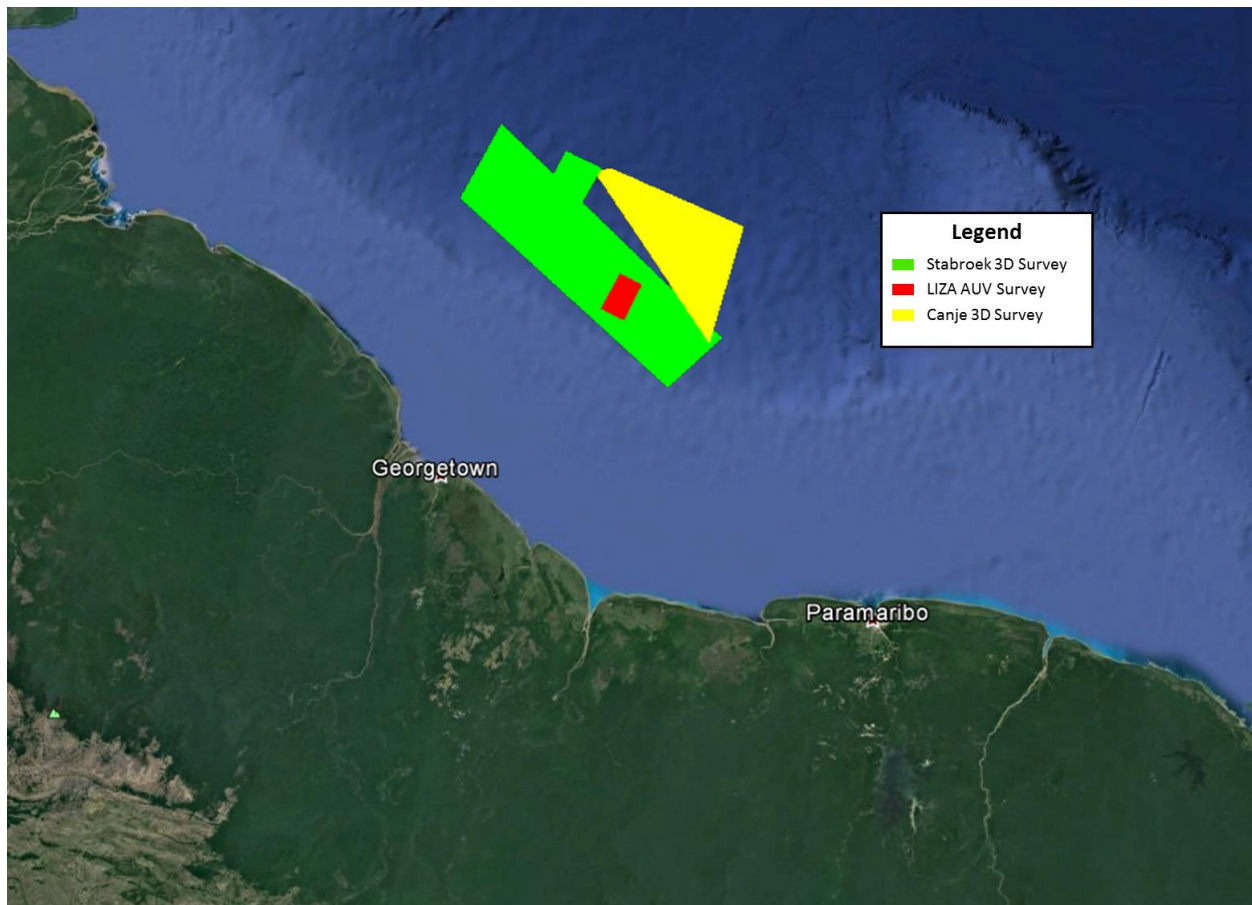 Legend
Stabroek 3D Survey
LIZA AUV Survey
Canje 3D Survey
Georgetown
Paramaribo